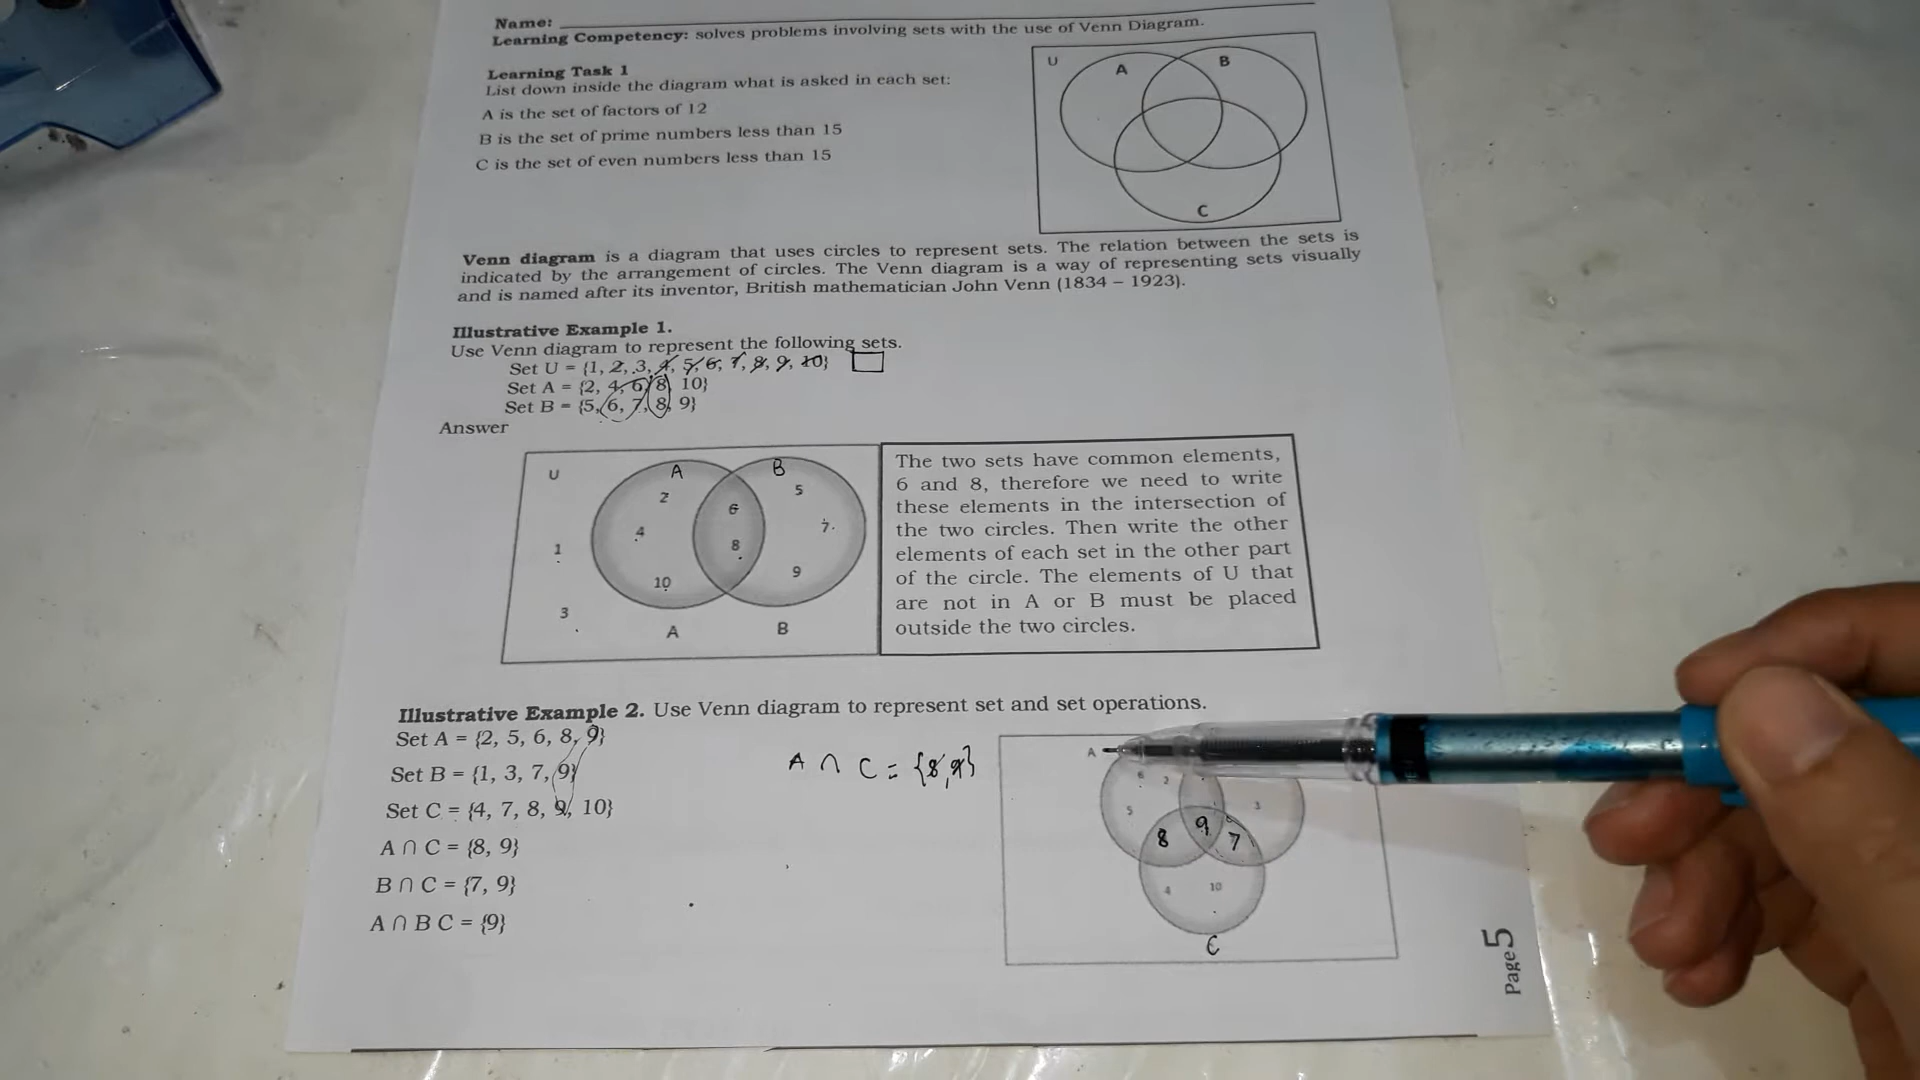 Name:
Learning Competency: solves problems involving sets with the use of Venn Diagram.
Learning Task 1
List down inside the diagram what is asked in each set:
A is the set of factors of 12
B is the set of prime numbers less than 15
C is the set of even numbers less than 15
U
A
B
C
Venn diagram is a diagram that uses circles to represent sets. The relation between the sets is
indicated by the arrangement of circles. The Venn diagram is a way of representing sets visually
and is named after its inventor, British mathematician John Venn (1834 – 1923).
Illustrative Example 1.
Use Venn diagram to represent the following sets.
Set U = {1, 2, 3, 4, 5, 6, 7, 8, 9, 10}
Set A = {2, 4, 6, 8, 10}
Set B = {5, 6, 7, 8, 9}
Answer
U
A
B
2
5
6
4
7
1
8
10
9
3
A
B
The two sets have common elements,
6 and 8, therefore we need to write
these elements in the intersection of
the two circles. Then write the other
elements of each set in the other part
of the circle. The elements of U that
are not in A or B must be placed
outside the two circles.
Illustrative Example 2. Use Venn diagram to represent set and set operations.
Set A = {2, 5, 6, 8, 9}
Set B = {1, 3, 7, 9}
Set C = {4, 7, 8, 9, 10}
A ∩ C = {8, 9}
B ∩ C = {7, 9}
A ∩ B C = {9}
A ∩ C = {8,9}
A
6
2
5
3
8
9
7
4
10
C
Page 5